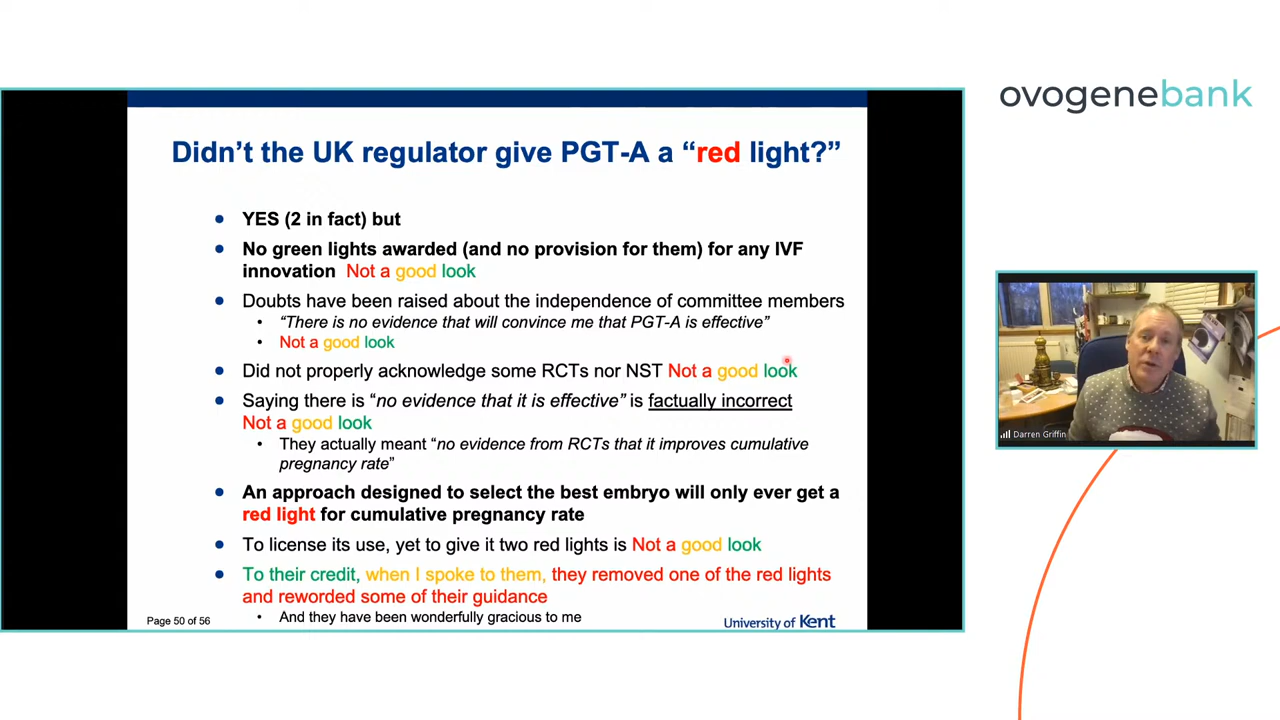 ovogenebank
Didn't the UK regulator give PGT-A a “red light?”
• YES (2 in fact) but
• No green lights awarded (and no provision for them) for any IVF
innovation Not a good look
• Doubts have been raised about the independence of committee members
• “There is no evidence that will convince me that PGT-A is effective”
• Not a good look
• Did not properly acknowledge some RCTs nor NST Not a good look
• Saying there is “no evidence that it is effective” is factually incorrect
Not a good look
• They actually meant “no evidence from RCTs that it improves cumulative
pregnancy rate”
• An approach designed to select the best embryo will only ever get a
red light for cumulative pregnancy rate
• To license its use, yet to give it two red lights is Not a good look
• To their credit, when I spoke to them, they removed one of the red lights
and reworded some of their guidance
• And they have been wonderfully gracious to me
Page 50 of 56
University of Kent
Darren Griffin